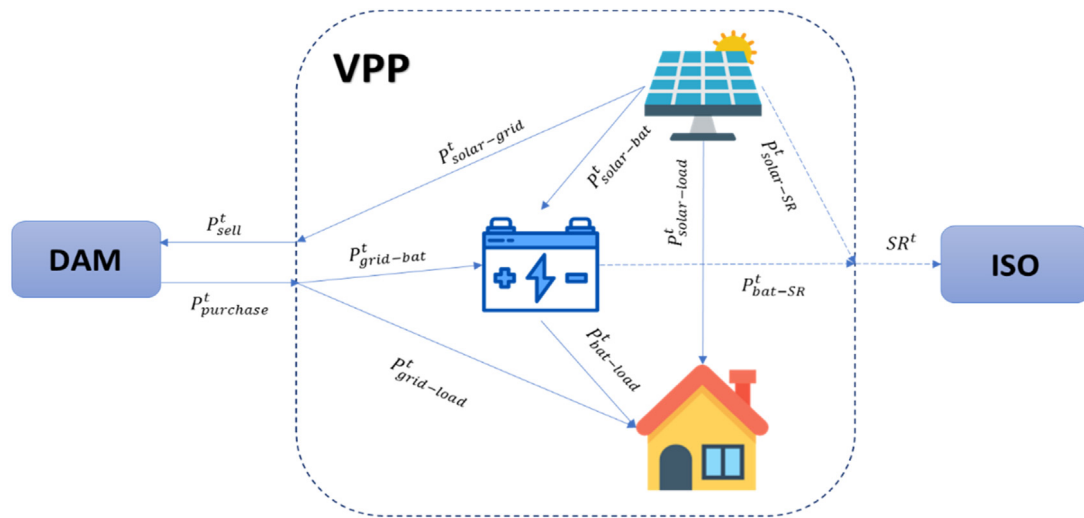 VPP
P^t_{solar-grid}
P^t_{solar-bat}
P^t_{solar-load}
P^t_{solar-SR}
P^t_{sell}
DAM
P^t_{purchase}
P^t_{grid-bat}
P^t_{bat-SR}
SR^t
ISO
P^t_{bat-load}
P^t_{grid-load}